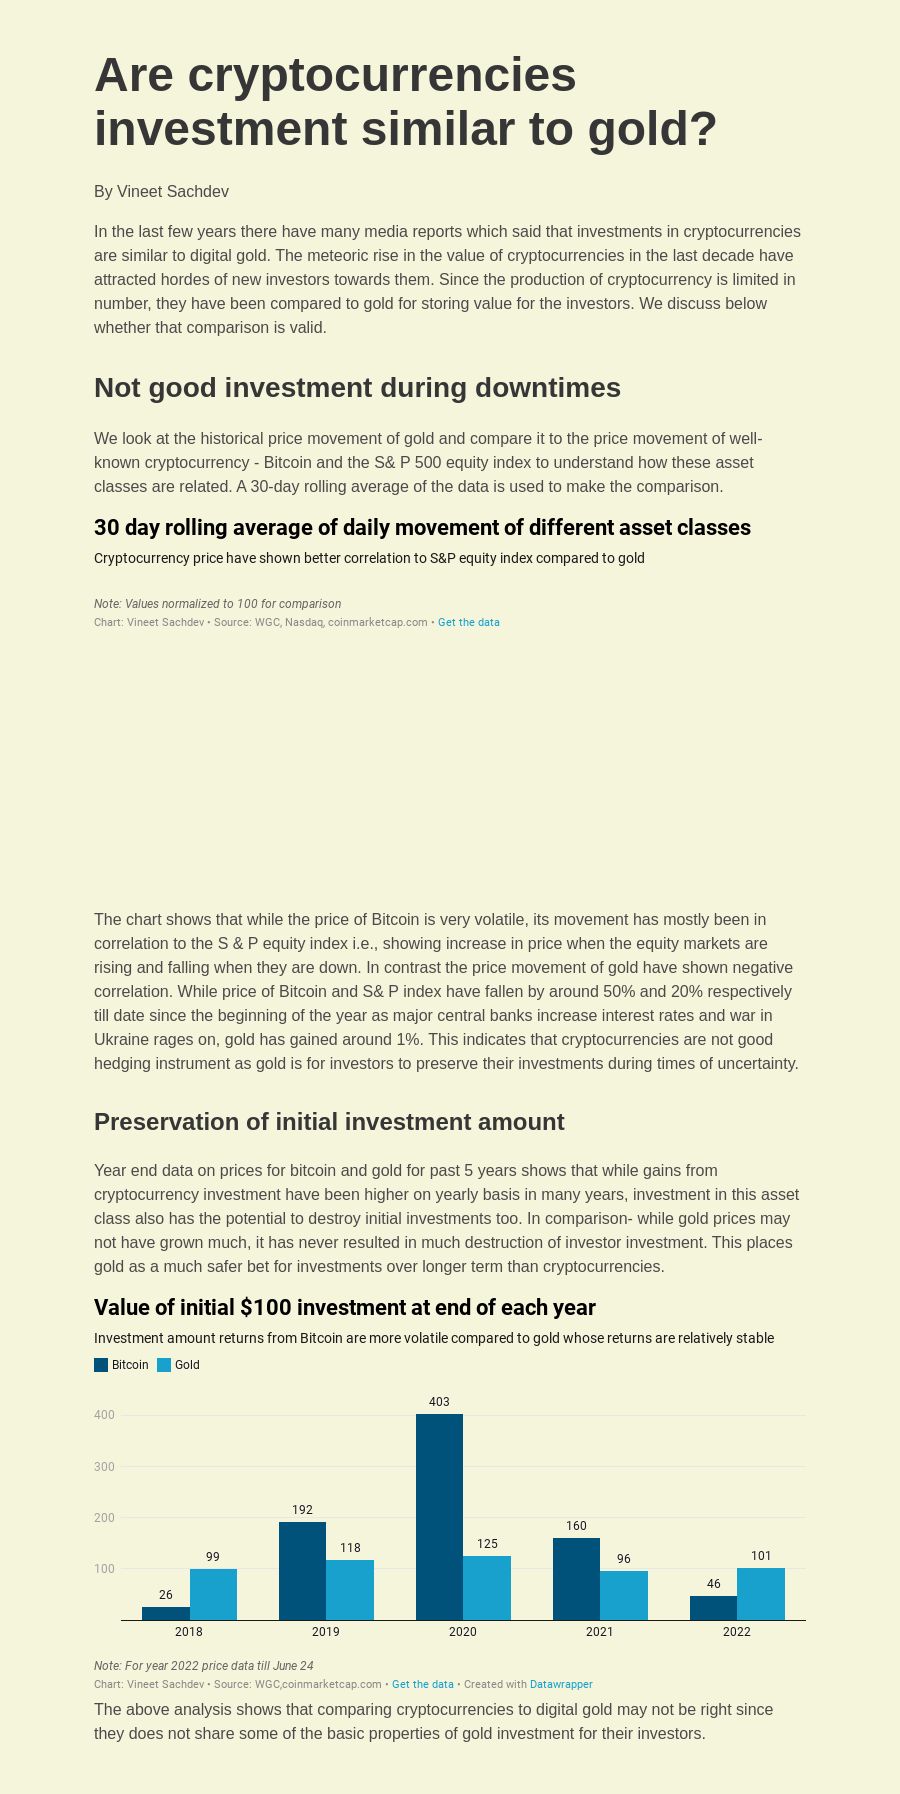 Are cryptocurrencies
investment similar to gold?
By Vineet Sachdev
In the last few years there have many media reports which said that investments in cryptocurrencies
are similar to digital gold. The meteoric rise in the value of cryptocurrencies in the last decade have
attracted hordes of new investors towards them. Since the production of cryptocurrency is limited in
number, they have been compared to gold for storing value for the investors. We discuss below
whether that comparison is valid.
Not good investment during downtimes
We look at the historical price movement of gold and compare it to the price movement of well-
known cryptocurrency - Bitcoin and the S& P 500 equity index to understand how these asset
classes are related. A 30-day rolling average of the data is used to make the comparison.
30 day rolling average of daily movement of different asset classes
Cryptocurrency price have shown better correlation to S&P equity index compared to gold
Note: Values normalized to 100 for comparison
Chart: Vineet Sachdev • Source: WGC, Nasdaq, coinmarketcap.com • Get the data
The chart shows that while the price of Bitcoin is very volatile, its movement has mostly been in
correlation to the S & P equity index i.e., showing increase in price when the equity markets are
rising and falling when they are down. In contrast the price movement of gold have shown negative
correlation. While price of Bitcoin and S& P index have fallen by around 50% and 20% respectively
till date since the beginning of the year as major central banks increase interest rates and war in
Ukraine rages on, gold has gained around 1%. This indicates that cryptocurrencies are not good
hedging instrument as gold is for investors to preserve their investments during times of uncertainty.
Preservation of initial investment amount
Year end data on prices for bitcoin and gold for past 5 years shows that while gains from
cryptocurrency investment have been higher on yearly basis in many years, investment in this asset
class also has the potential to destroy initial investments too. In comparison- while gold prices may
not have grown much, it has never resulted in much destruction of investor investment. This places
gold as a much safer bet for investments over longer term than cryptocurrencies.
Value of initial $100 investment at end of each year
Investment amount returns from Bitcoin are more volatile compared to gold whose returns are relatively stable
Bitcoin Gold
403
400
300
192
200
160
118
125
99
96
101
100
26
46
2018 2019 2020 2021 2022
Note: For year 2022 price data till June 24
Chart: Vineet Sachdev • Source: WGC,coinmarketcap.com • Get the data • Created with Datawrapper
The above analysis shows that comparing cryptocurrencies to digital gold may not be right since
they does not share some of the basic properties of gold investment for their investors.